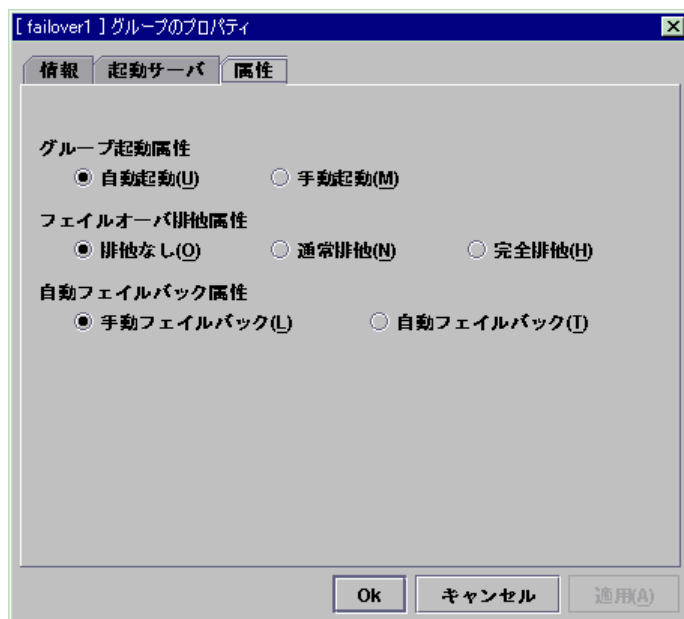 [ failover1 ] グループのプロパティ
情報 起動サーバ 属性
グループ起動属性
自動起動(U) 手動起動(M)
フェイルオーバ排他属性
排他なし(O) 通常排他(N) 完全排他(H)
自動フェイルバック属性
手動フェイルバック(L) 自動フェイルバック(T)
Ok キャンセル 適用(A)